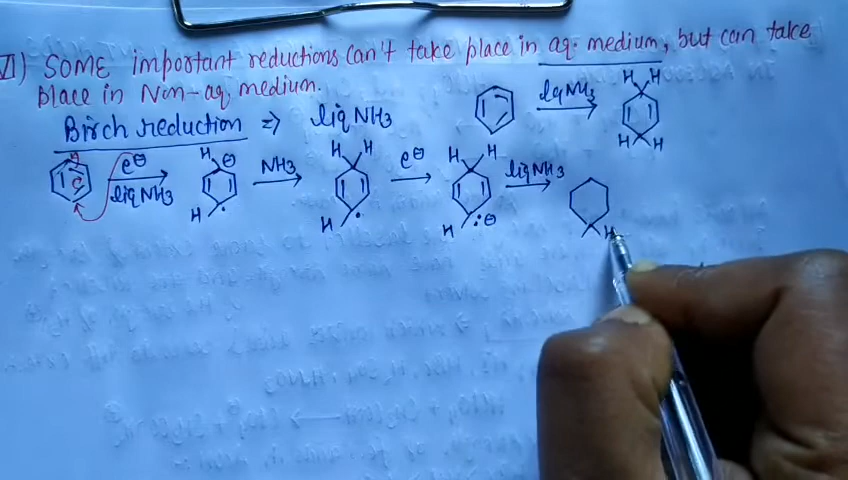 VI) SOME important reductions can't take place in aq. medium, but can take
place in Non-aq. medium.
Birch reduction ⇒ liq NH3
liq NH3
H H
H H
H
e⊖
liq NH3
H ⊖
H
NH3
H H
H
e⊖
H H
H ⊖
liq NH3
H